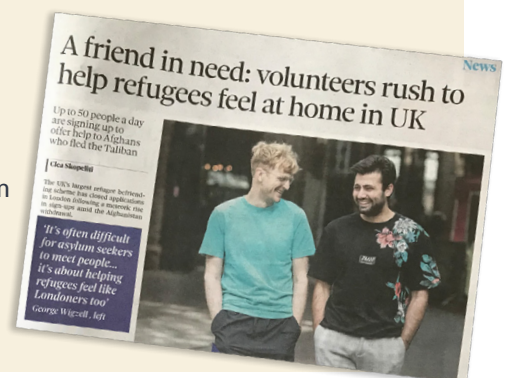 News
A friend in need: volunteers rush to
help refugees feel at home in UK
Up to 50 people a day
are signing up to
offer help to Afghans
who fled the Taliban
Clea Skopeliti
The UK's largest refugee befriend-
ing scheme has closed applications
in London following a rise
in sign-ups amid the Afghanistan
withdrawal.
'It's often difficult
for asylum seekers
to meet people...
it's about helping
refugees feel like
Londoners too'
George Wigzell, left